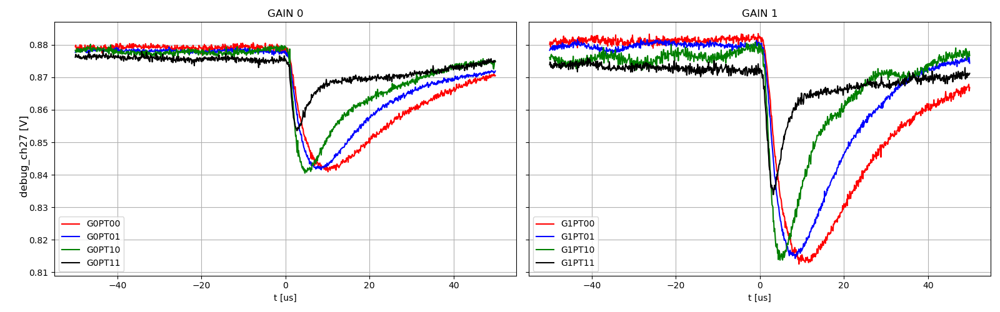 GAIN 0
GAIN 1
debug_ch27 [V]
0.88
0.87
0.86
0.85
0.84
0.83
0.82
0.81
G0PT00
G0PT01
G0PT10
G0PT11
−40
−20
0
20
40
t [us]
G1PT00
G1PT01
G1PT10
G1PT11
−40
−20
0
20
40
t [us]